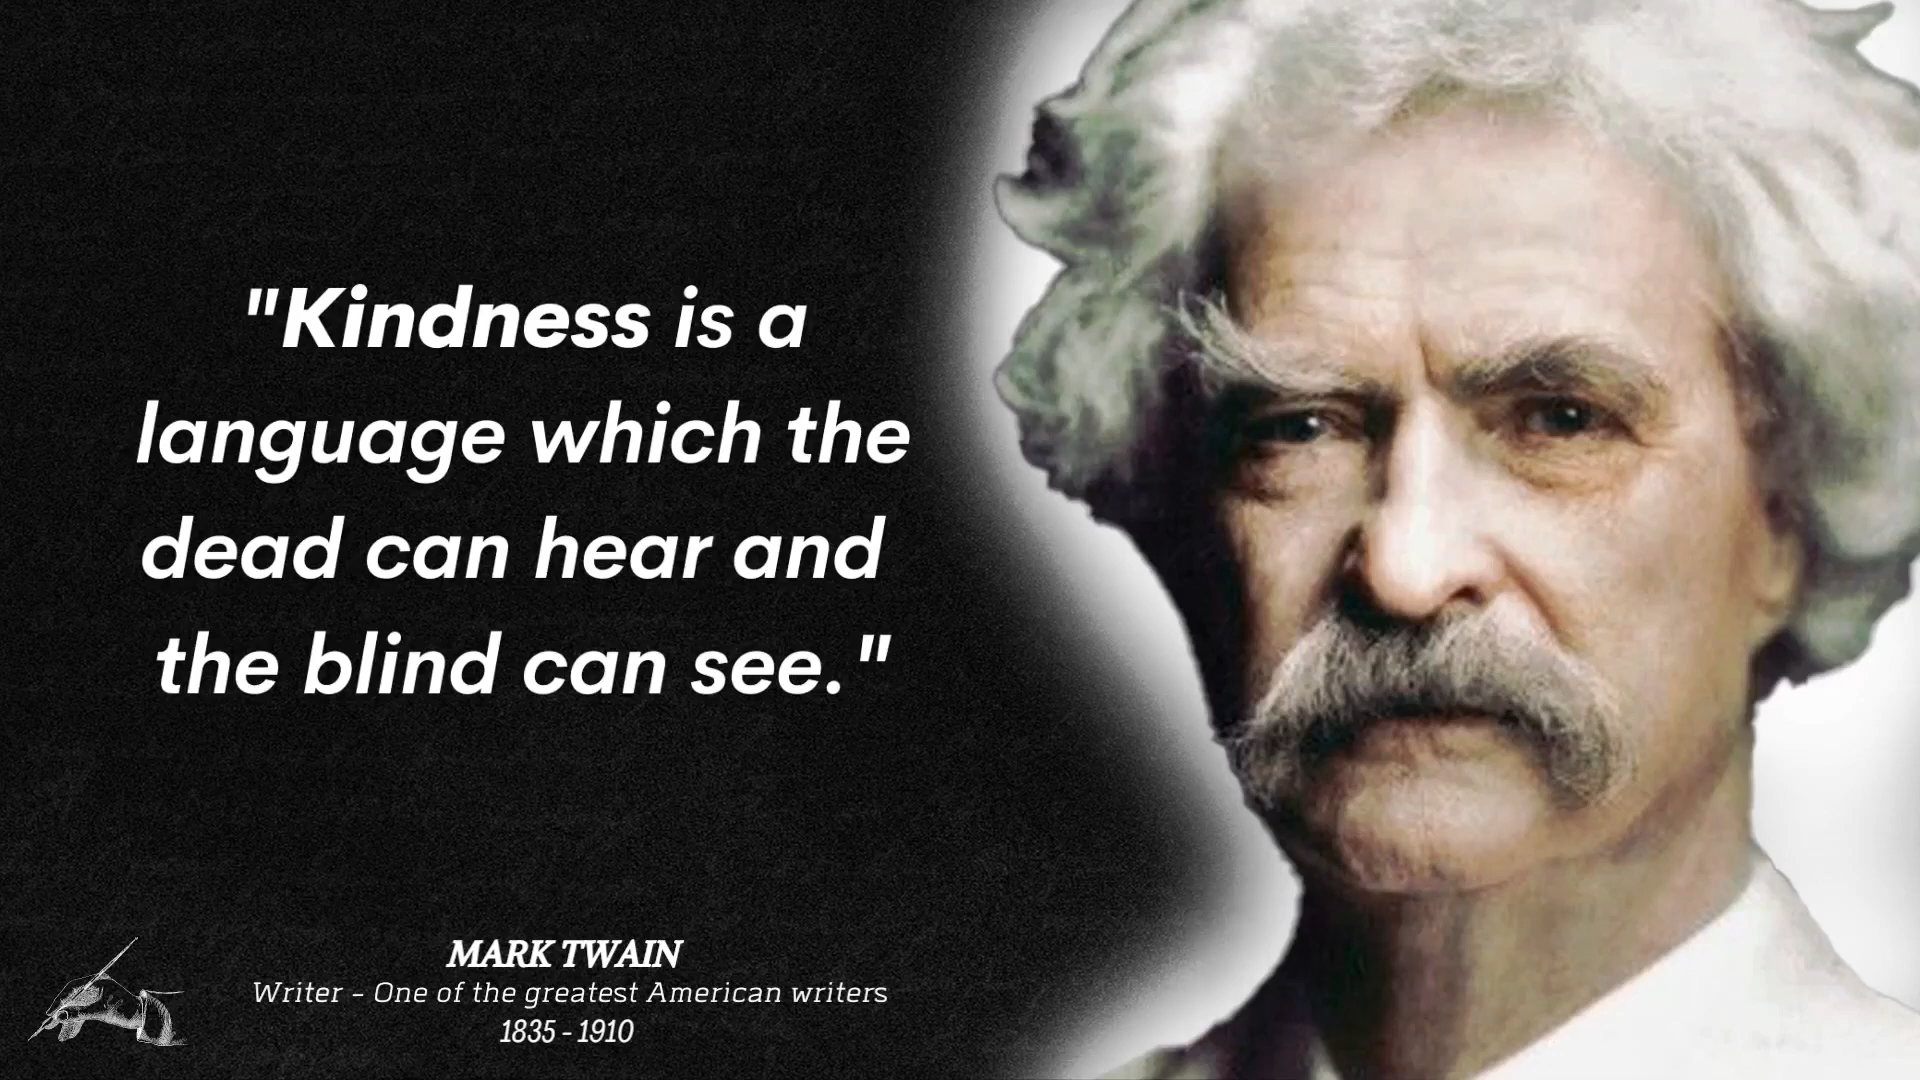 "Kindness is a
language which the
dead can hear and
the blind can see."
MARK TWAIN
Writer - One of the greatest American writers
1835 - 1910